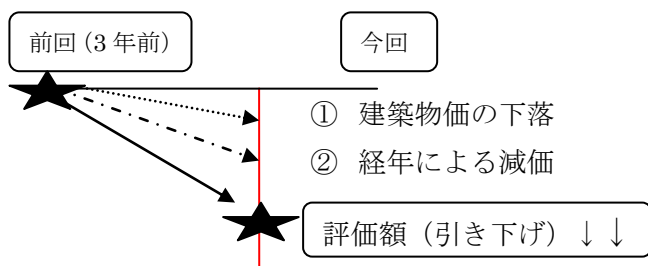 前回（3 年前）
今回
① 建築物価の下落
② 経年による減価
評価額（引き下げ）↓↓